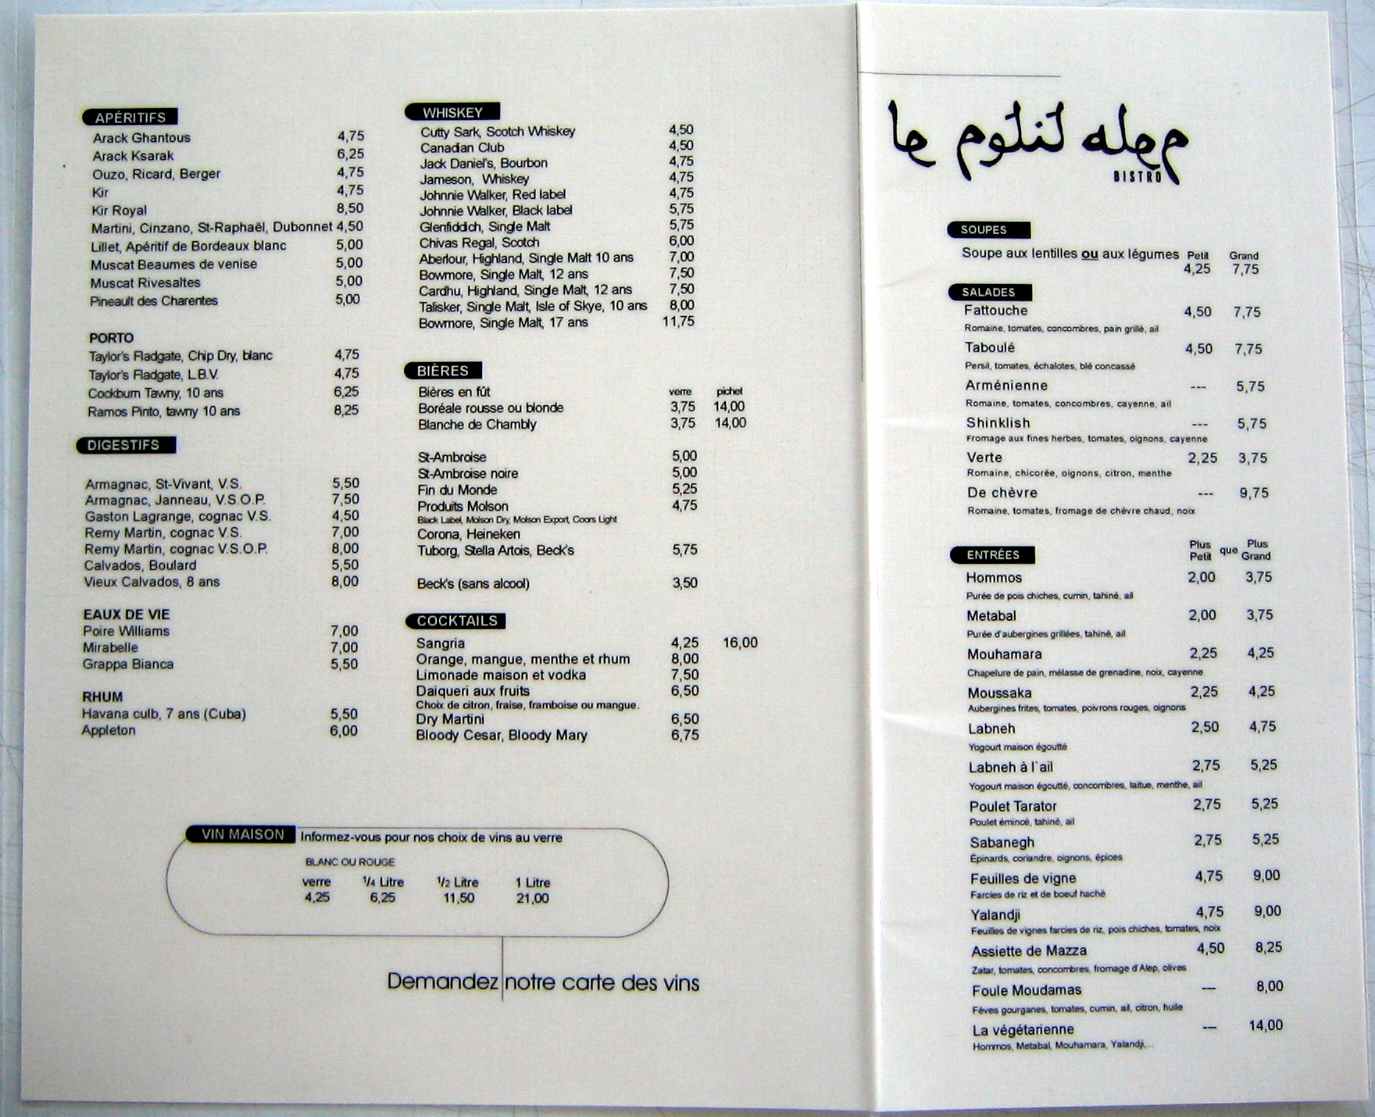 APÉRITIFS
Arack Ghantous 4,75
Arack Ksarak 6,25
Ouzo, Ricard, Berger 4,75
Kir 4,75
Kir Royal 8,50
Martini, Cinzano, St-Raphaël, Dubonnet 4,50
Lillet, Apéritif de Bordeaux blanc 5,00
Muscat Beaumes de venise 5,00
Muscat Rivesaltes 5,00
Pineault des Charentes 5,00
PORTO
Taylor's Fladgate, Chip Dry, blanc 4,75
Taylor's Fladgate, L.B.V. 4,75
Cockburn Tawny, 10 ans 6,25
Ramos Pinto, tawny 10 ans 8,25
DIGESTIFS
Armagnac, St-Vivant, V.S. 5,50
Armagnac, Janneau, V.S.O.P. 7,50
Gaston Lagrange, cognac V.S. 4,50
Remy Martin, cognac V.S. 7,00
Remy Martin, cognac V.S.O.P. 8,00
Calvados, Boulard 5,50
Vieux Calvados, 8 ans 8,00
EAUX DE VIE
Poire Williams 7,00
Mirabelle 7,00
Grappa Bianca 5,50
RHUM
Havana culb, 7 ans (Cuba) 5,50
Appleton 6,00
WHISKEY
Cutty Sark, Scotch Whiskey 4,50
Canadian Club 4,50
Jack Daniel's, Bourbon 4,75
Jameson, Whiskey 4,75
Johnnie Walker, Red label 4,75
Johnnie Walker, Black label 5,75
Glenfiddich, Single Malt 5,75
Chivas Regal, Scotch 6,00
Aberlour, Highland, Single Malt 10 ans 7,00
Bowmore, Single Malt, 12 ans 7,50
Cardhu, Highland, Single Malt, 12 ans 7,50
Talisker, Single Malt, Isle of Skye, 10 ans 8,00
Bowmore, Single Malt, 17 ans 11,75
BIÈRES
Bières en fût verre pichet
Boréale rousse ou blonde 3,75 14,00
Blanche de Chambly 3,75 14,00
St-Ambroise 5,00
St-Ambroise noire 5,00
Fin du Monde 5,25
Produits Molson 4,75
Black Label, Molson Dry, Molson Export, Coors Light
Corona, Heineken
Tuborg, Stella Artois, Beck's 5,75
Beck's (sans alcool) 3,50
COCKTAILS
Sangria 4,25 16,00
Orange, mangue, menthe et rhum 8,00
Limonade maison et vodka 7,50
Daiqueri aux fruits 6,50
Choix de citron, fraise, framboise ou mangue.
Dry Martini 6,50
Bloody Cesar, Bloody Mary 6,75
VIN MAISON Informez-vous pour nos choix de vins au verre
BLANC OU ROUGE
verre 1/4 Litre 1/2 Litre 1 Litre
4,25 6,25 11,50 21,00
Demandez notre carte des vins
le petit alep
BISTRO
SOUPES
Soupe aux lentilles ou aux légumes Petit Grand
4,25 7,75
SALADES
Fattouche 4,50 7,75
Romaine, tomates, concombres, pain grillé, ail
Taboulé 4,50 7,75
Persil, tomates, échalotes, blé concassé
Arménienne --- 5,75
Romaine, tomates, concombres, cayenne, ail
Shinklish --- 5,75
Fromage aux fines herbes, tomates, oignons, cayenne
Verte 2,25 3,75
Romaine, chicorée, oignons, citron, menthe
De chèvre --- 9,75
Romaine, tomates, fromage de chèvre chaud, noix
ENTRÉES Plus Petit que Plus Grand
Hommos 2,00 3,75
Purée de pois chiches, cumin, tahiné, ail
Metabal 2,00 3,75
Purée d'aubergines grillées, tahiné, ail
Mouhamara 2,25 4,25
Chapelure de pain, mélasse de grenadine, noix, cayenne
Moussaka 2,25 4,25
Aubergines frites, tomates, poivrons rouges, oignons
Labneh 2,50 4,75
Yogourt maison égoutté
Labneh à l'ail 2,75 5,25
Yogourt maison égoutté, concombres, laitue, menthe, ail
Poulet Tarator 2,75 5,25
Poulet émincé, tahiné, ail
Sabanegh 2,75 5,25
Épinards, coriandre, oignons, épices
Feuilles de vigne 4,75 9,00
Farcies de riz et de boeuf haché
Yalandji 4,75 9,00
Feuilles de vignes farcies de riz, pois chiches, tomates, noix
Assiette de Mazza 4,50 8,25
Zatar, tomates, concombres, fromage d'Alep, olives
Foule Moudamas --- 8,00
Fèves gourganes, tomates, cumin, ail, citron, huile
La végétarienne --- 14,00
Hommos, Metabal, Mouhamara, Yalandji,...